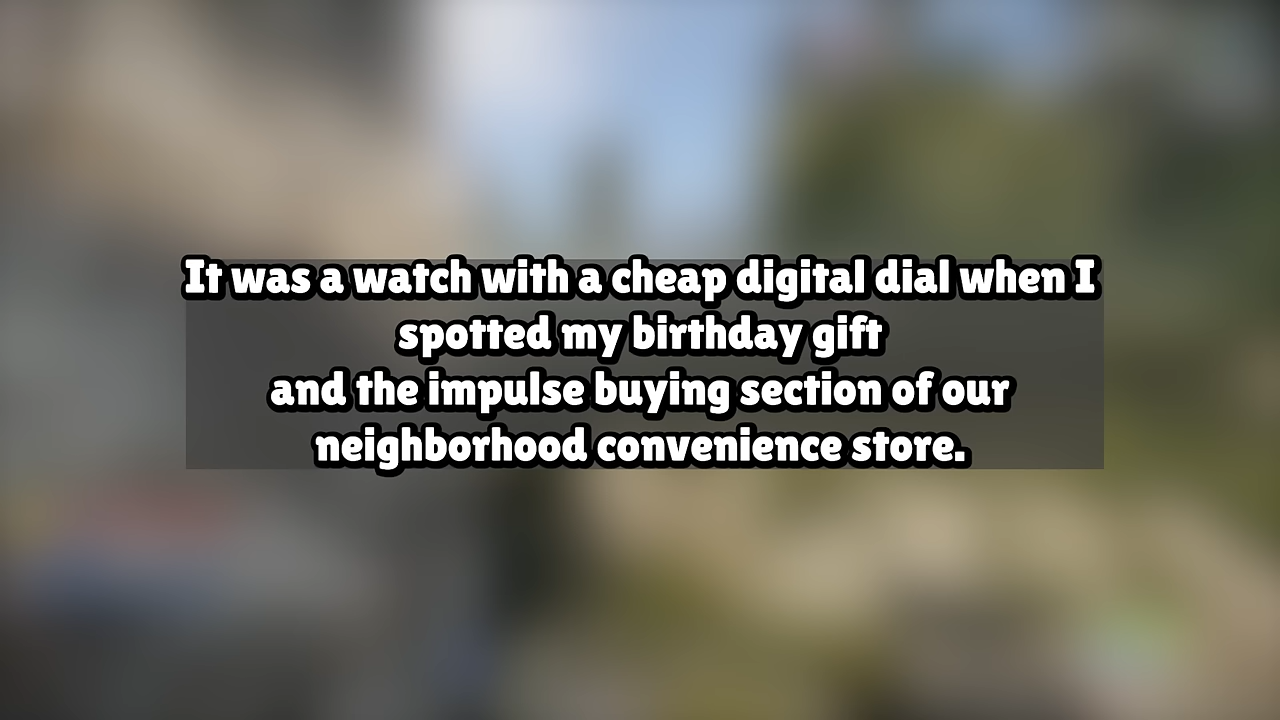 It was a watch with a cheap digital dial when I
spotted my birthday gift
and the impulse buying section of our
neighborhood convenience store.